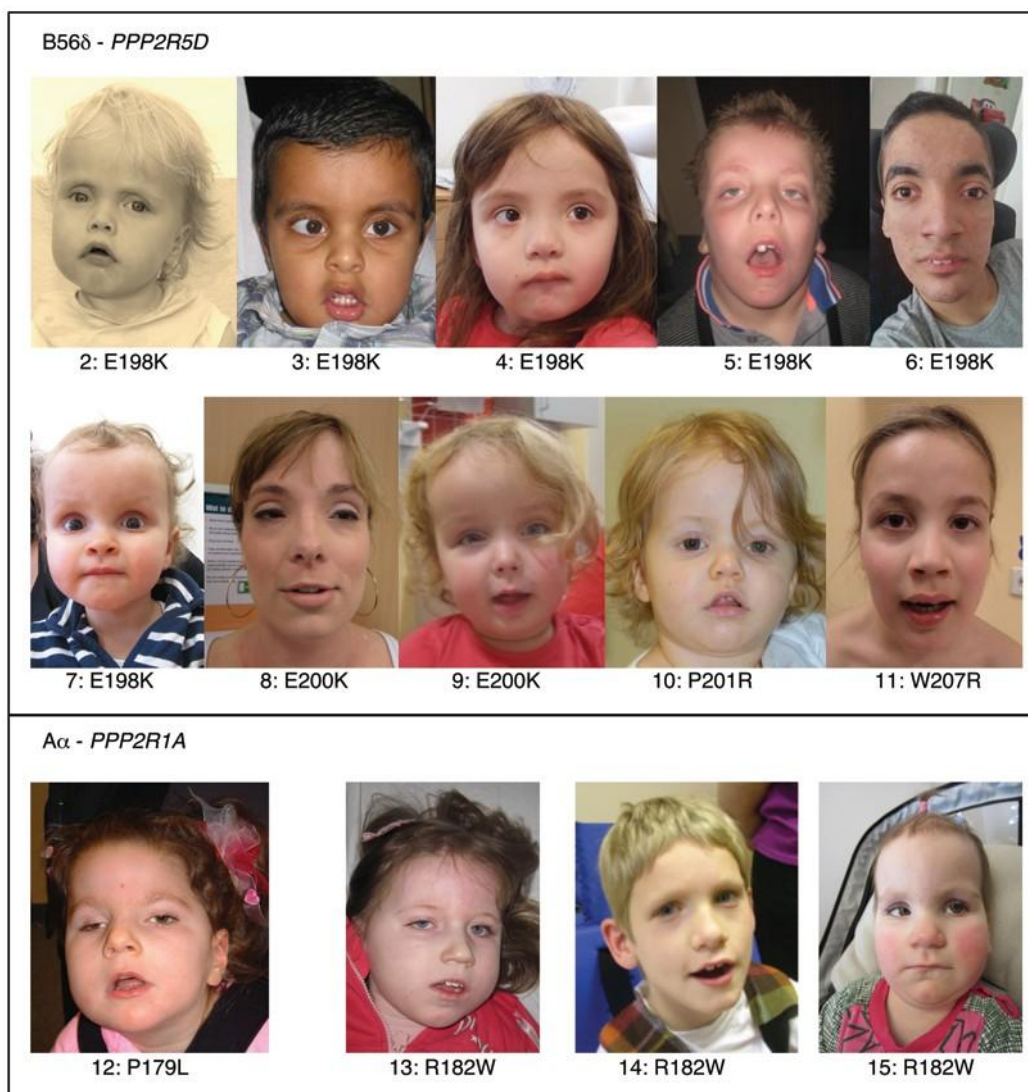 B56δ - PPP2R5D
2: E198K
3: E198K
4: E198K
5: E198K
6: E198K
7: E198K
8: E200K
9: E200K
10: P201R
11: W207R
Aα - PPP2R1A
12: P179L
13: R182W
14: R182W
15: R182W